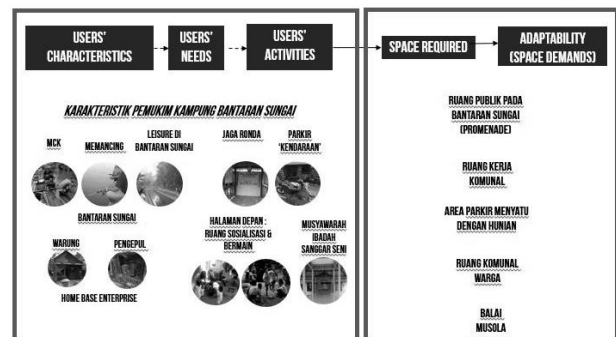 USERS'
CHARACTERISTICS
USERS'
NEEDS
USERS'
ACTIVITIES
SPACE REQUIRED
ADAPTABILITY
(SPACE DEMANDS)
KARAKTERISTIK PEMUKIM KAMPUNG BANTARAN SUNGAI
MCK
MEMANCING
LEISURE DI
BANTARAN SUNGAI
JAGA RONDA
PARKIR
'KENDARAAN'
BANTARAN SUNGAI
HALAMAN DEPAN :
RUANG SOSIALISASI &
BERMAIN
MUSYAWARAH
IBADAH
SANGGAR SENI
WARUNG
PENGEPUL
HOME BASE ENTERPRISE
RUANG PUBLIK PADA
BANTARAN SUNGAI
(PROMENADE)
RUANG KERJA
KOMUNAL
AREA PARKIR MENYATU
DENGAN HUNIAN
RUANG KOMUNAL
WARGA
BALAI
MUSOLA